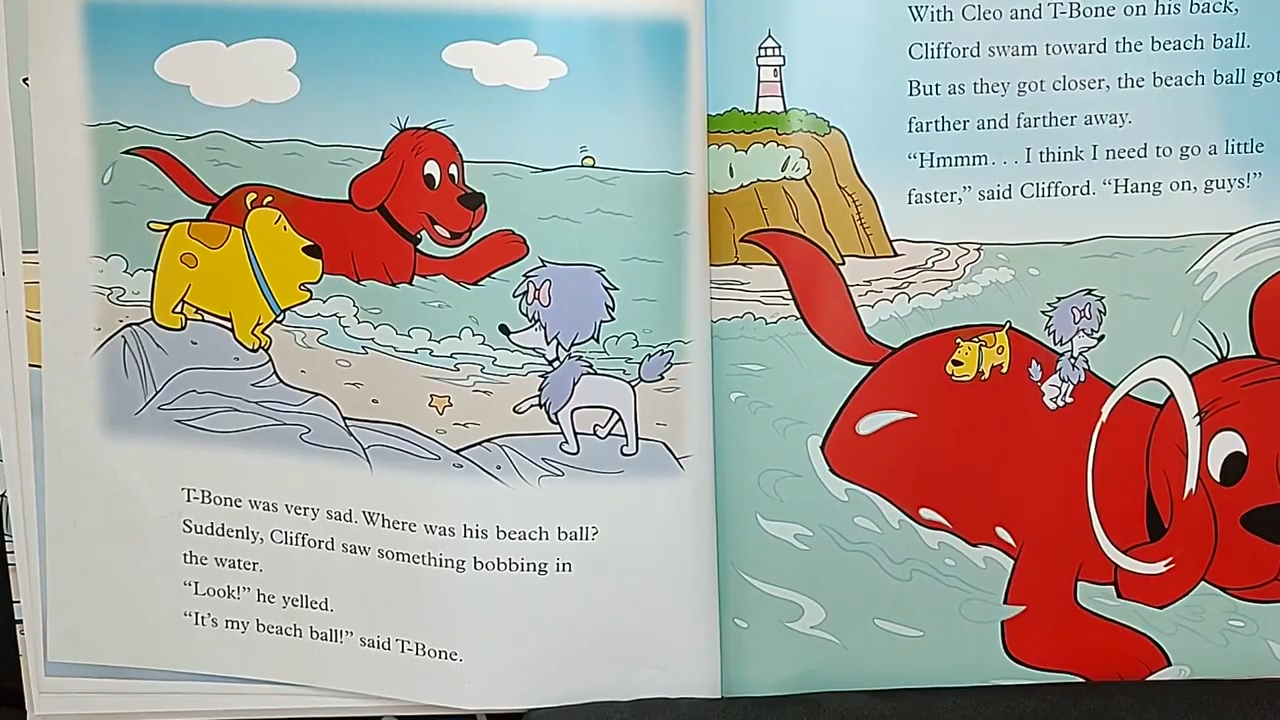 T-Bone was very sad. Where was his beach ball?
Suddenly, Clifford saw something bobbing in
the water.
“Look!” he yelled.
“It’s my beach ball!” said T-Bone.
With Cleo and T-Bone on his back,
Clifford swam toward the beach ball.
But as they got closer, the beach ball got
farther and farther away.
“Hmmm. . . I think I need to go a little
faster,” said Clifford. “Hang on, guys!”